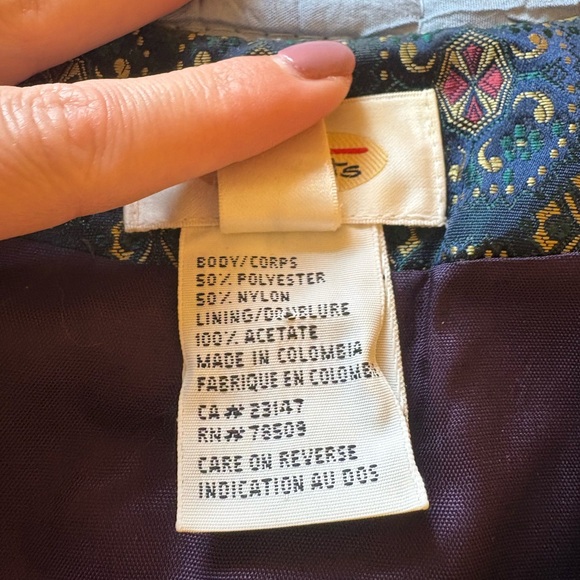 BODY/CORPS
50% POLYESTER
50% NYLON
LINING/DOUBLURE
100% ACETATE
MADE IN COLOMBIA
FABRIQUE EN COLOMBIE
CA# 23147
RN# 78509
CARE ON REVERSE
INDICATION AU DOS